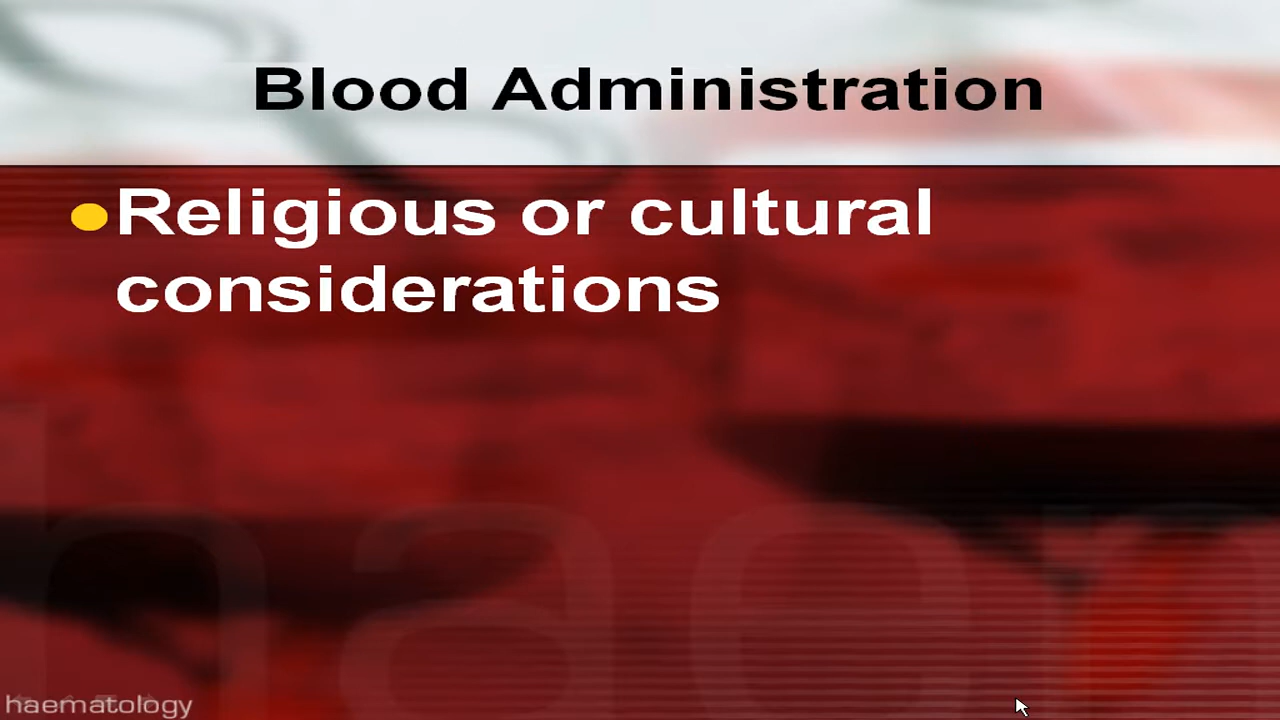 Blood Administration
Religious or cultural
considerations
haematology